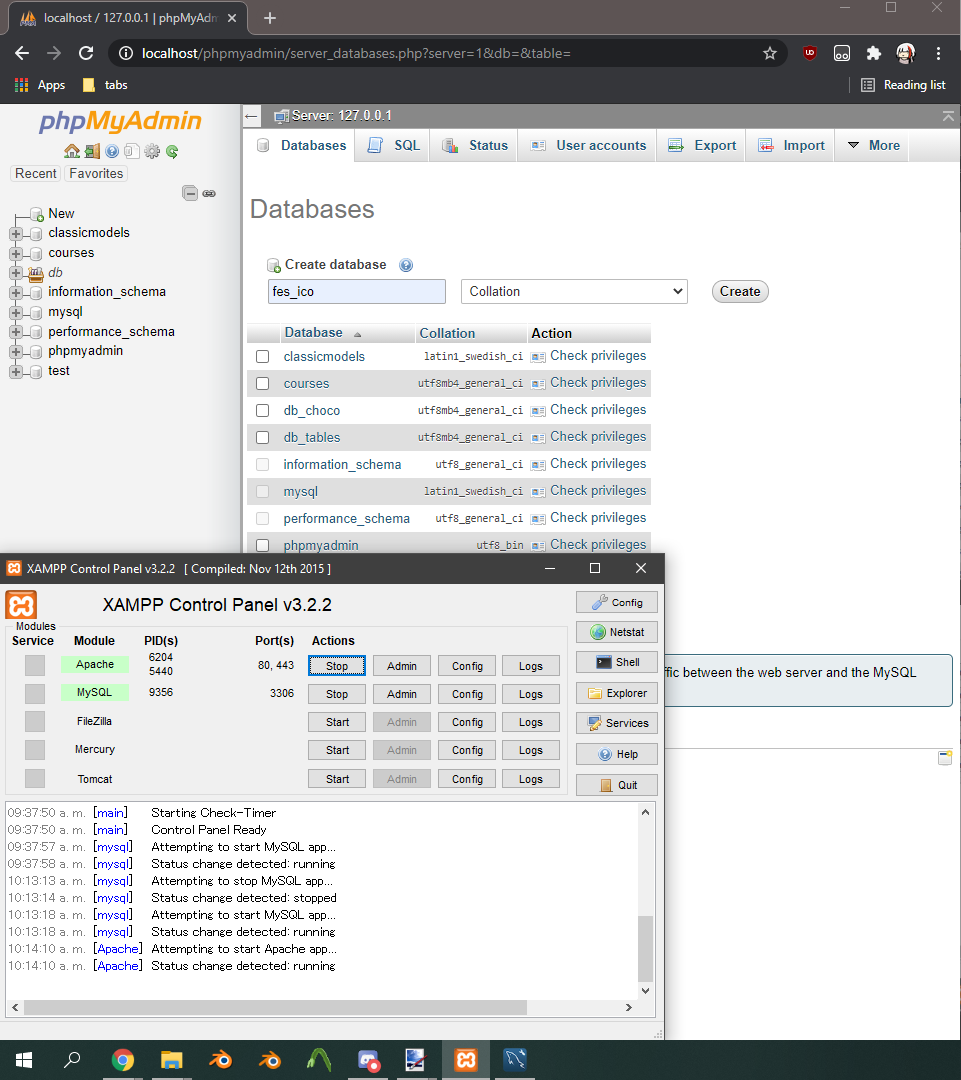 localhost / 127.0.0.1 | phpMyAdm
localhost/phpmyadmin/server_databases.php?server=1&db=&table=
Apps tabs Reading list
phpMyAdmin
Recent Favorites
New
classicmodels
courses
db
information_schema
mysql
performance_schema
phpmyadmin
test
Server: 127.0.0.1
Databases SQL Status User accounts Export Import More
Databases
Create database
fes_ico Collation Create
Database Collation Action
classicmodels latin1_swedish_ci Check privileges
courses utf8mb4_general_ci Check privileges
db_choco utf8mb4_general_ci Check privileges
db_tables utf8mb4_general_ci Check privileges
information_schema utf8_general_ci Check privileges
mysql latin1_swedish_ci Check privileges
performance_schema utf8_general_ci Check privileges
phpmyadmin utf8_bin Check privileges
ffic between the web server and the MySQL
XAMPP Control Panel v3.2.2 [ Compiled: Nov 12th 2015 ]
XAMPP Control Panel v3.2.2
Modules
Service Module PID(s) Port(s) Actions
Apache 6204 5440 80, 443 Stop Admin Config Logs
MySQL 9356 3306 Stop Admin Config Logs
FileZilla Start Admin Config Logs
Mercury Start Admin Config Logs
Tomcat Start Admin Config Logs
Config
Netstat
Shell
Explorer
Services
Help
Quit
09:37:50 a. m. [main] Starting Check-Timer
09:37:50 a. m. [main] Control Panel Ready
09:37:57 a. m. [mysql] Attempting to start MySQL app...
09:37:58 a. m. [mysql] Status change detected: running
10:13:13 a. m. [mysql] Attempting to stop MySQL app...
10:13:14 a. m. [mysql] Status change detected: stopped
10:13:18 a. m. [mysql] Attempting to start MySQL app...
10:13:18 a. m. [mysql] Status change detected: running
10:14:10 a. m. [Apache] Attempting to start Apache app...
10:14:10 a. m. [Apache] Status change detected: running